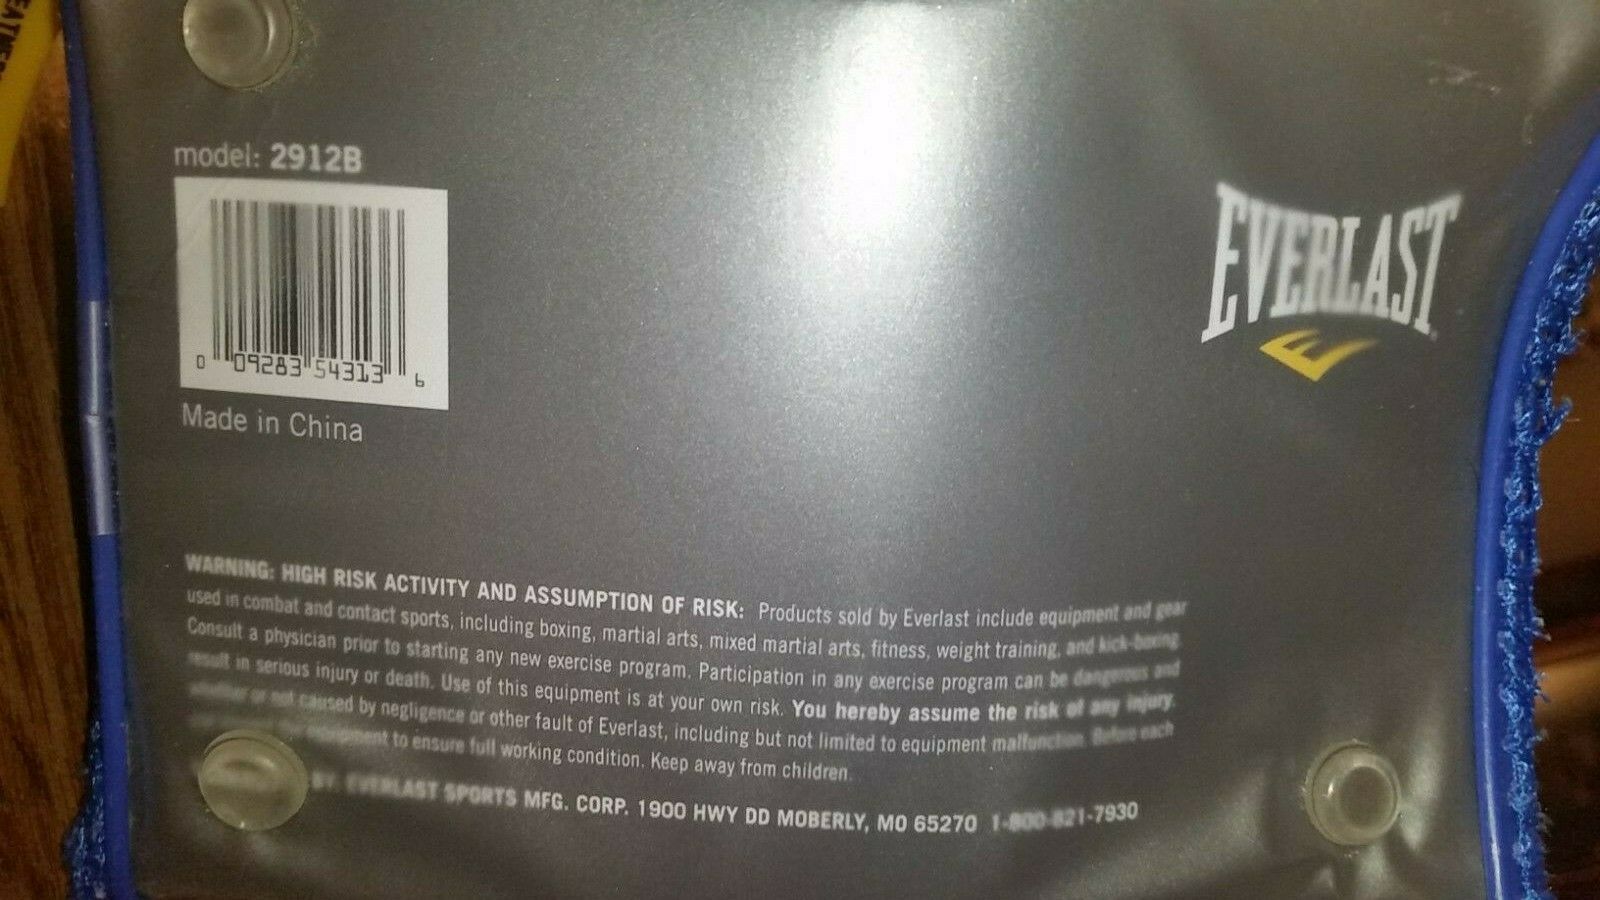 model: 2912B
0 09283 54313 6
Made in China
EVERLAST
WARNING: HIGH RISK ACTIVITY AND ASSUMPTION OF RISK: Products sold by Everlast include equipment and gear
used in combat and contact sports, including boxing, martial arts, mixed martial arts, fitness, weight training, and kick-boxing.
Consult a physician prior to starting any new exercise program. Participation in any exercise program can be dangerous and
result in serious injury or death. Use of this equipment is at your own risk. You hereby assume the risk of any injury,
whether or not caused by negligence or other fault of Everlast, including but not limited to equipment malfunction. Before each
equipment to ensure full working condition. Keep away from children.
BY: EVERLAST SPORTS MFG. CORP. 1900 HWY DD MOBERLY, MO 65270 1-800-821-7930